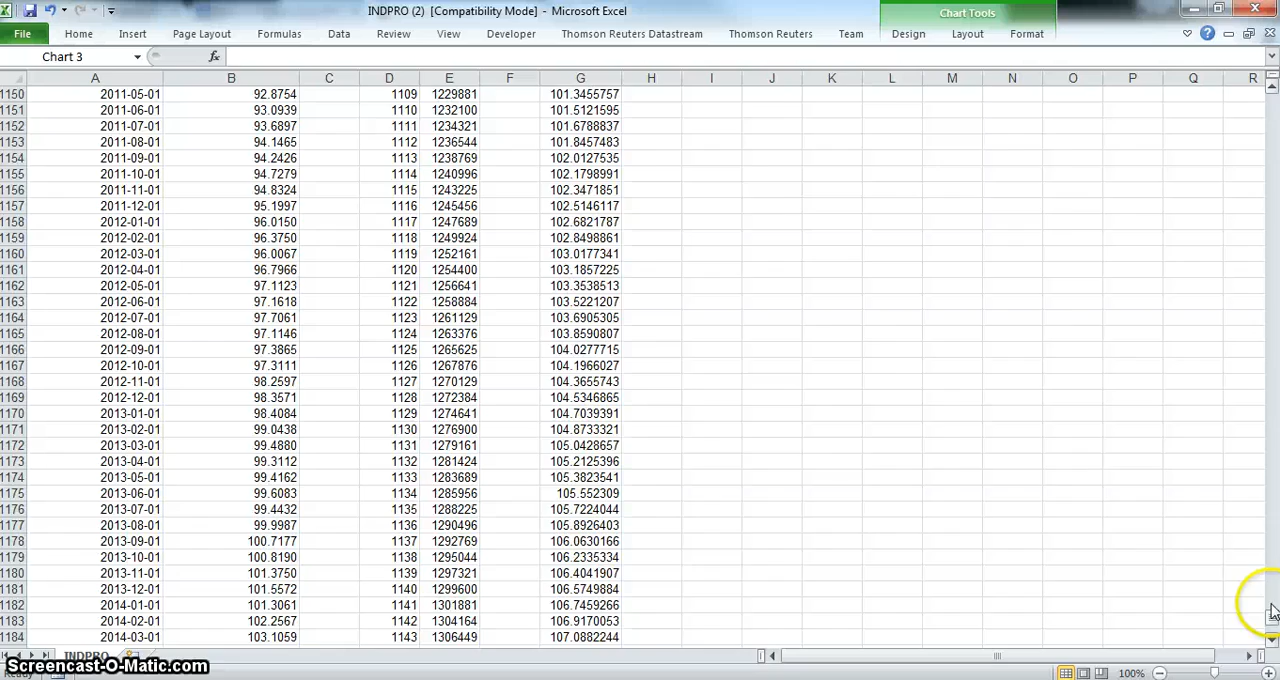 INDPRO (2) [Compatibility Mode] - Microsoft Excel
Chart Tools
File Home Insert Page Layout Formulas Data Review View Developer Thomson Reuters Datastream Thomson Reuters Team Design Layout Format
Chart 3 fx
A B C D E F G H I J K L M N O P Q R
1150 2011-05-01 92.8754 1109 1229881 101.3455757
1151 2011-06-01 93.0939 1110 1232100 101.5121595
1152 2011-07-01 93.6897 1111 1234321 101.6788837
1153 2011-08-01 94.1465 1112 1236544 101.8457483
1154 2011-09-01 94.2426 1113 1238769 102.0127535
1155 2011-10-01 94.7279 1114 1240996 102.1798991
1156 2011-11-01 94.8324 1115 1243225 102.3471851
1157 2011-12-01 95.1997 1116 1245456 102.5146117
1158 2012-01-01 96.0150 1117 1247689 102.6821787
1159 2012-02-01 96.3750 1118 1249924 102.8498861
1160 2012-03-01 96.0067 1119 1252161 103.0177341
1161 2012-04-01 96.7966 1120 1254400 103.1857225
1162 2012-05-01 97.1123 1121 1256641 103.3538513
1163 2012-06-01 97.1618 1122 1258884 103.5221207
1164 2012-07-01 97.7061 1123 1261129 103.6905305
1165 2012-08-01 97.1146 1124 1263376 103.8590807
1166 2012-09-01 97.3865 1125 1265625 104.0277715
1167 2012-10-01 97.3111 1126 1267876 104.1966027
1168 2012-11-01 98.2597 1127 1270129 104.3655743
1169 2012-12-01 98.3571 1128 1272384 104.5346865
1170 2013-01-01 98.4084 1129 1274641 104.7039391
1171 2013-02-01 99.0438 1130 1276900 104.8733321
1172 2013-03-01 99.4880 1131 1279161 105.0428657
1173 2013-04-01 99.3112 1132 1281424 105.2125396
1174 2013-05-01 99.4162 1133 1283689 105.3823541
1175 2013-06-01 99.6083 1134 1285956 105.552309
1176 2013-07-01 99.4432 1135 1288225 105.7224044
1177 2013-08-01 99.9987 1136 1290496 105.8926403
1178 2013-09-01 100.7177 1137 1292769 106.0630166
1179 2013-10-01 100.8190 1138 1295044 106.2335334
1180 2013-11-01 101.3750 1139 1297321 106.4041907
1181 2013-12-01 101.5572 1140 1299600 106.5749884
1182 2014-01-01 101.3061 1141 1301881 106.7459266
1183 2014-02-01 102.2567 1142 1304164 106.9170053
1184 2014-03-01 103.1059 1143 1306449 107.0882244
INDPRO
Screencast-O-Matic.com
Ready 100%